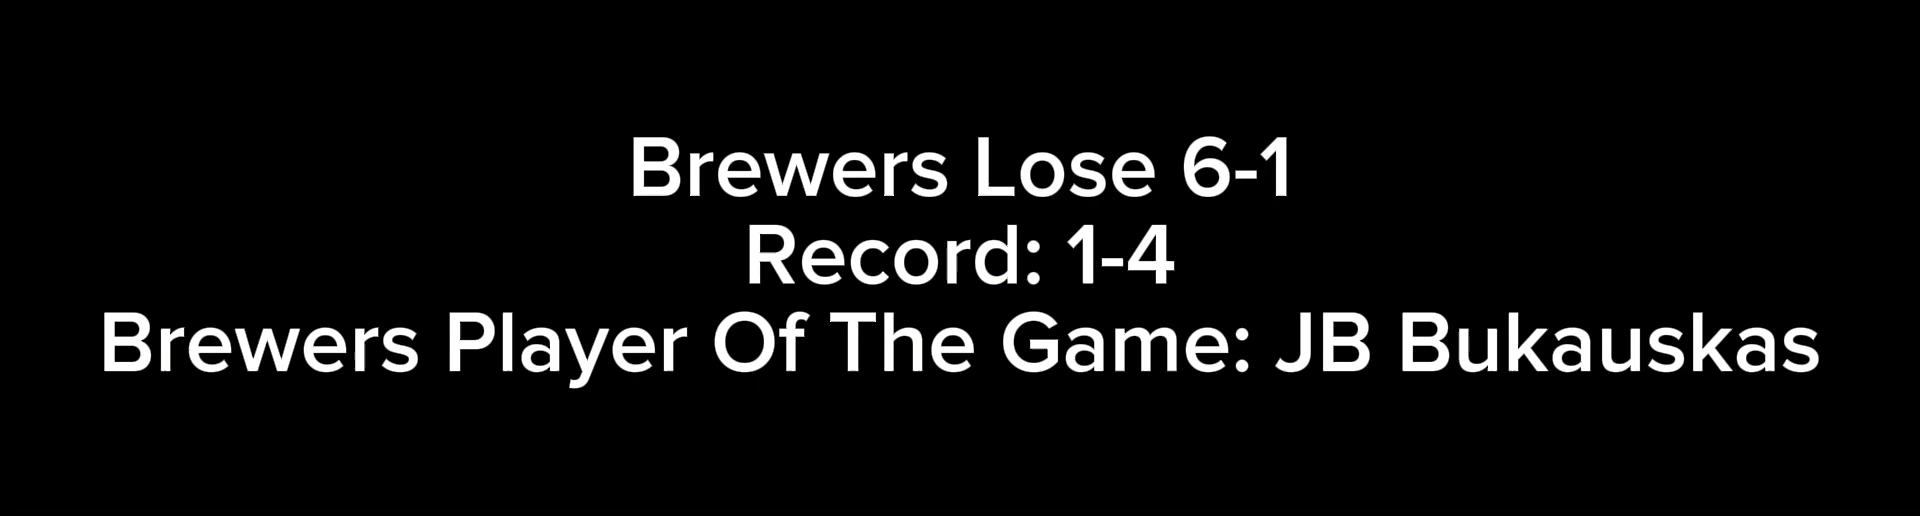 Brewers Lose 6-1
Record: 1-4
Brewers Player Of The Game: JB Bukauskas